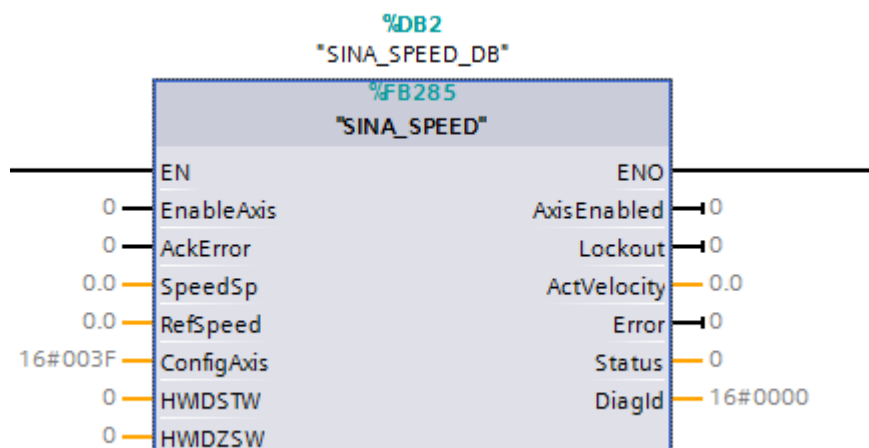 %DB2
"SINA_SPEED_DB"
%FB285
"SINA_SPEED"
EN ENO
0 EnableAxis AxisEnabled 0
0 AckError Lockout 0
0.0 SpeedSp ActVelocity 0.0
0.0 RefSpeed Error 0
16#003F ConfigAxis Status 0
0 HWIDSTW DiagId 16#0000
0 HWIDZSW